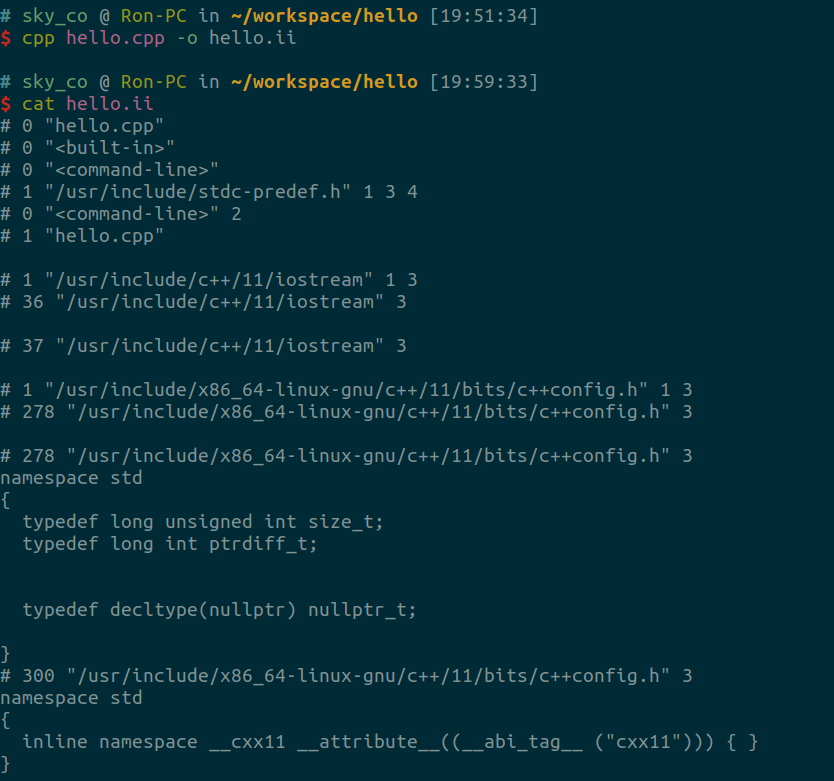 # sky_co @ Ron-PC in ~/workspace/hello [19:51:34]
$ cpp hello.cpp -o hello.ii
# sky_co @ Ron-PC in ~/workspace/hello [19:59:33]
$ cat hello.ii
# 0 "hello.cpp"
# 0 "<built-in>"
# 0 "<command-line>"
# 1 "/usr/include/stdc-predef.h" 1 3 4
# 0 "<command-line>" 2
# 1 "hello.cpp"
# 1 "/usr/include/c++/11/iostream" 1 3
# 36 "/usr/include/c++/11/iostream" 3
# 37 "/usr/include/c++/11/iostream" 3
# 1 "/usr/include/x86_64-linux-gnu/c++/11/bits/c++config.h" 1 3
# 278 "/usr/include/x86_64-linux-gnu/c++/11/bits/c++config.h" 3
# 278 "/usr/include/x86_64-linux-gnu/c++/11/bits/c++config.h" 3
namespace std
{
  typedef long unsigned int size_t;
  typedef long int ptrdiff_t;
  typedef decltype(nullptr) nullptr_t;
}
# 300 "/usr/include/x86_64-linux-gnu/c++/11/bits/c++config.h" 3
namespace std
{
  inline namespace __cxx11 __attribute__((__abi_tag__ ("cxx11"))) { }
}